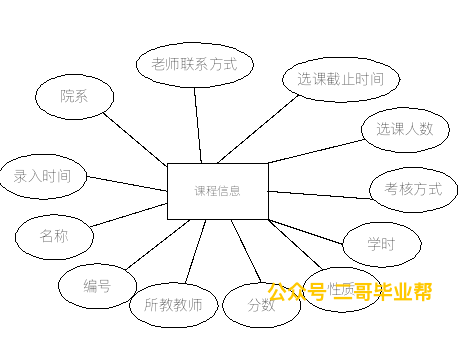 老师联系方式
选课截止时间
院系
选课人数
录入时间
课程信息
考核方式
名称
学时
编号
性质
所教教师
分数
公众号 三哥毕业帮